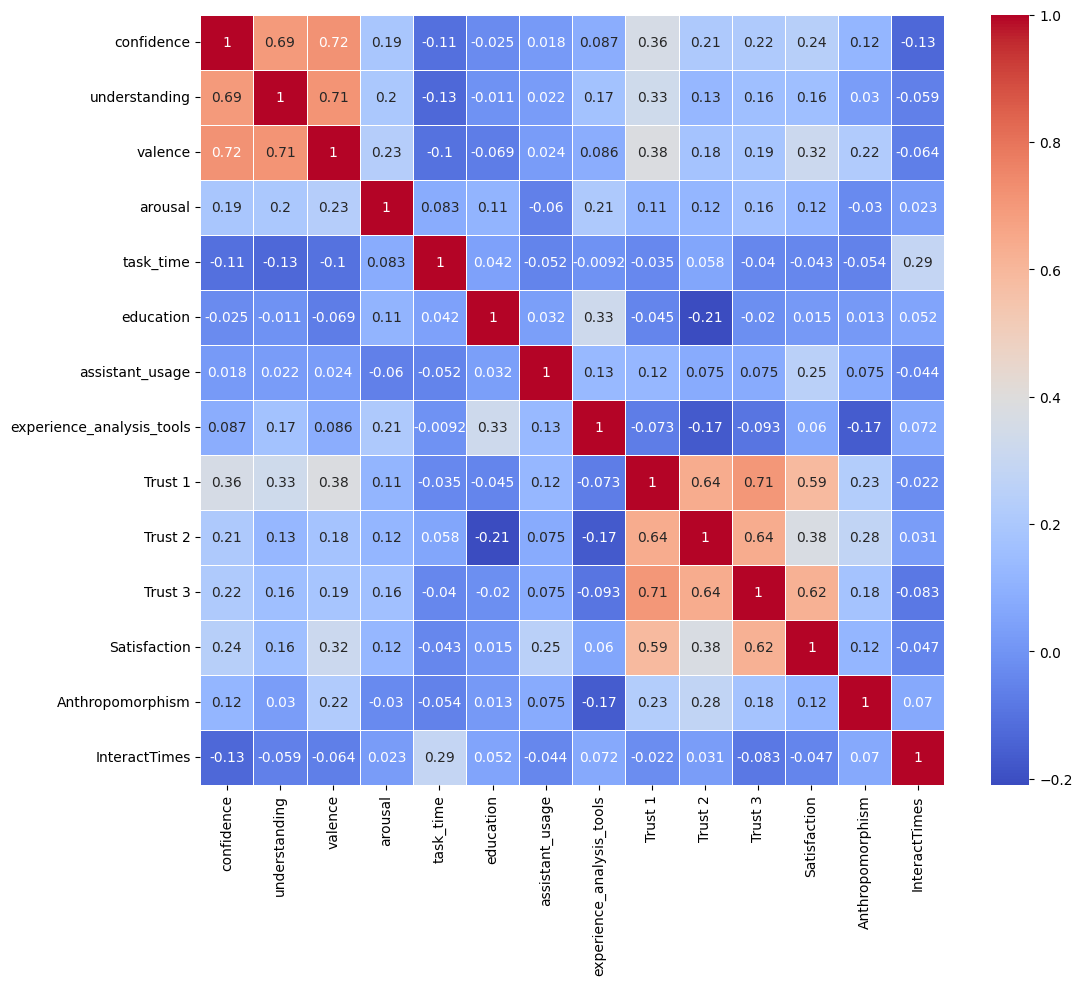 confidence 1 0.69 0.72 0.19 -0.11 -0.025 0.018 0.087 0.36 0.21 0.22 0.24 0.12 -0.13
understanding 0.69 1 0.71 0.2 -0.13 -0.011 0.022 0.17 0.33 0.13 0.16 0.16 0.03 -0.059
valence 0.72 0.71 1 0.23 -0.1 -0.069 0.024 0.086 0.38 0.18 0.19 0.32 0.22 -0.064
arousal 0.19 0.2 0.23 1 0.083 0.11 -0.06 0.21 0.11 0.12 0.16 0.12 -0.03 0.023
task_time -0.11 -0.13 -0.1 0.083 1 0.042 -0.052 -0.0092 -0.035 0.058 -0.04 -0.043 -0.054 0.29
education -0.025 -0.011 -0.069 0.11 0.042 1 0.032 0.33 -0.045 -0.21 -0.02 0.015 0.013 0.052
assistant_usage 0.018 0.022 0.024 -0.06 -0.052 0.032 1 0.13 0.12 0.075 0.075 0.25 0.075 -0.044
experience_analysis_tools 0.087 0.17 0.086 0.21 -0.0092 0.33 0.13 1 -0.073 -0.17 -0.093 0.06 -0.17 0.072
Trust 1 0.36 0.33 0.38 0.11 -0.035 -0.045 0.12 -0.073 1 0.64 0.71 0.59 0.23 -0.022
Trust 2 0.21 0.13 0.18 0.12 0.058 -0.21 0.075 -0.17 0.64 1 0.64 0.38 0.28 0.031
Trust 3 0.22 0.16 0.19 0.16 -0.04 -0.02 0.075 -0.093 0.71 0.64 1 0.62 0.18 -0.083
Satisfaction 0.24 0.16 0.32 0.12 -0.043 0.015 0.25 0.06 0.59 0.38 0.62 1 0.12 -0.047
Anthropomorphism 0.12 0.03 0.22 -0.03 -0.054 0.013 0.075 -0.17 0.23 0.28 0.18 0.12 1 0.07
InteractTimes -0.13 -0.059 -0.064 0.023 0.29 0.052 -0.044 0.072 -0.022 0.031 -0.083 -0.047 0.07 1
confidence
understanding
valence
arousal
task_time
education
assistant_usage
experience_analysis_tools
Trust 1
Trust 2
Trust 3
Satisfaction
Anthropomorphism
InteractTimes
1.0
0.8
0.6
0.4
0.2
0.0
−0.2